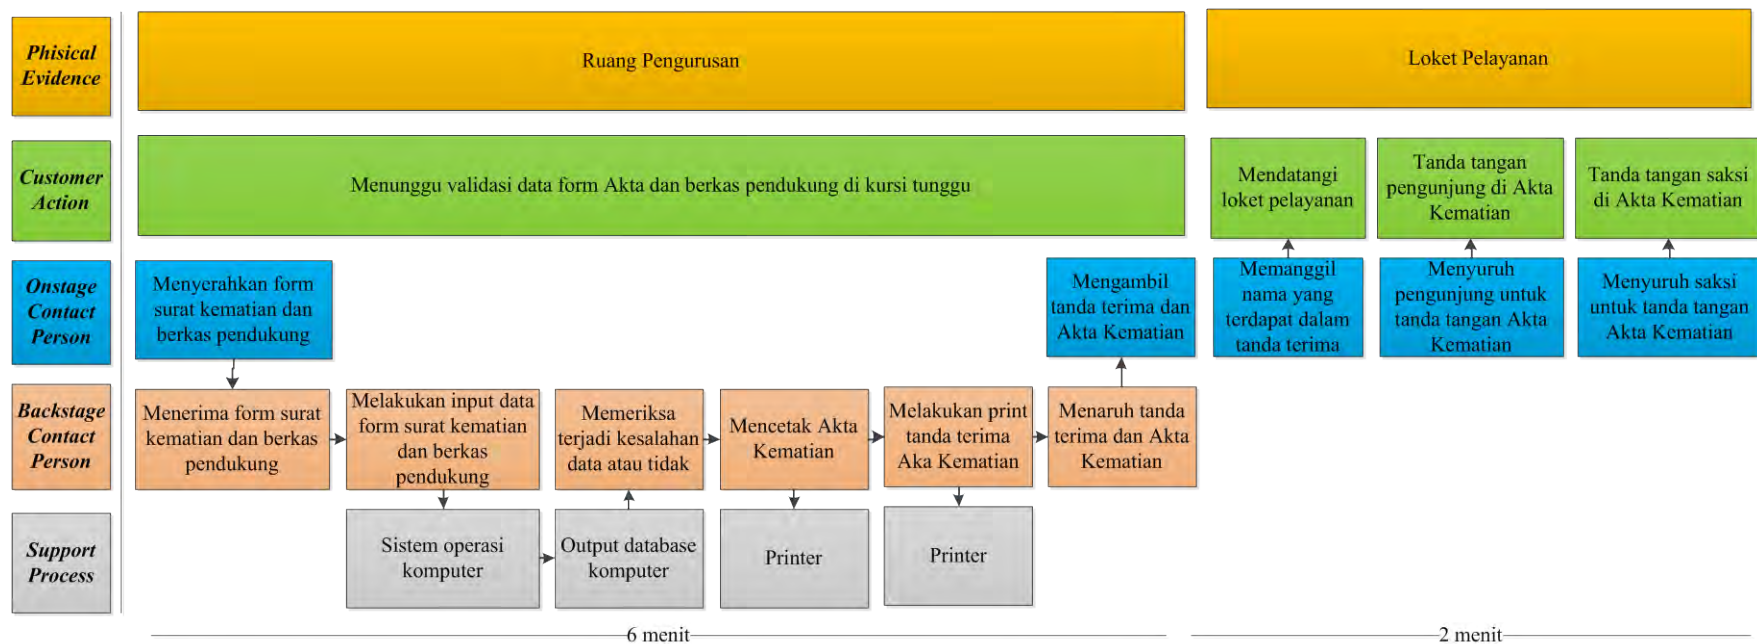 Phisical
Evidence
Ruang Pengurusan
Loket Pelayanan
Customer
Action
Menunggu validasi data form Akta dan berkas pendukung di kursi tunggu
Mendatangi
loket pelayanan
Tanda tangan
pengunjung di Akta
Kematian
Tanda tangan saksi
di Akta Kematian
Onstage
Contact
Person
Menyerahkan form
surat kematian dan
berkas pendukung
Mengambil
tanda terima dan
Akta Kematian
Memanggil
nama yang
terdapat dalam
tanda terima
Menyuruh
pengunjung untuk
tanda tangan Akta
Kematian
Menyuruh saksi
untuk tanda tangan
Akta Kematian
Backstage
Contact
Person
Menerima form surat
kematian dan berkas
pendukung
Melakukan input data
form surat kematian
dan berkas
pendukung
Memeriksa
terjadi kesalahan
data atau tidak
Mencetak Akta
Kematian
Melakukan print
tanda terima
Aka Kematian
Menaruh tanda
terima dan Akta
Kematian
Support
Process
Sistem operasi
komputer
Output database
komputer
Printer
Printer
6 menit
2 menit